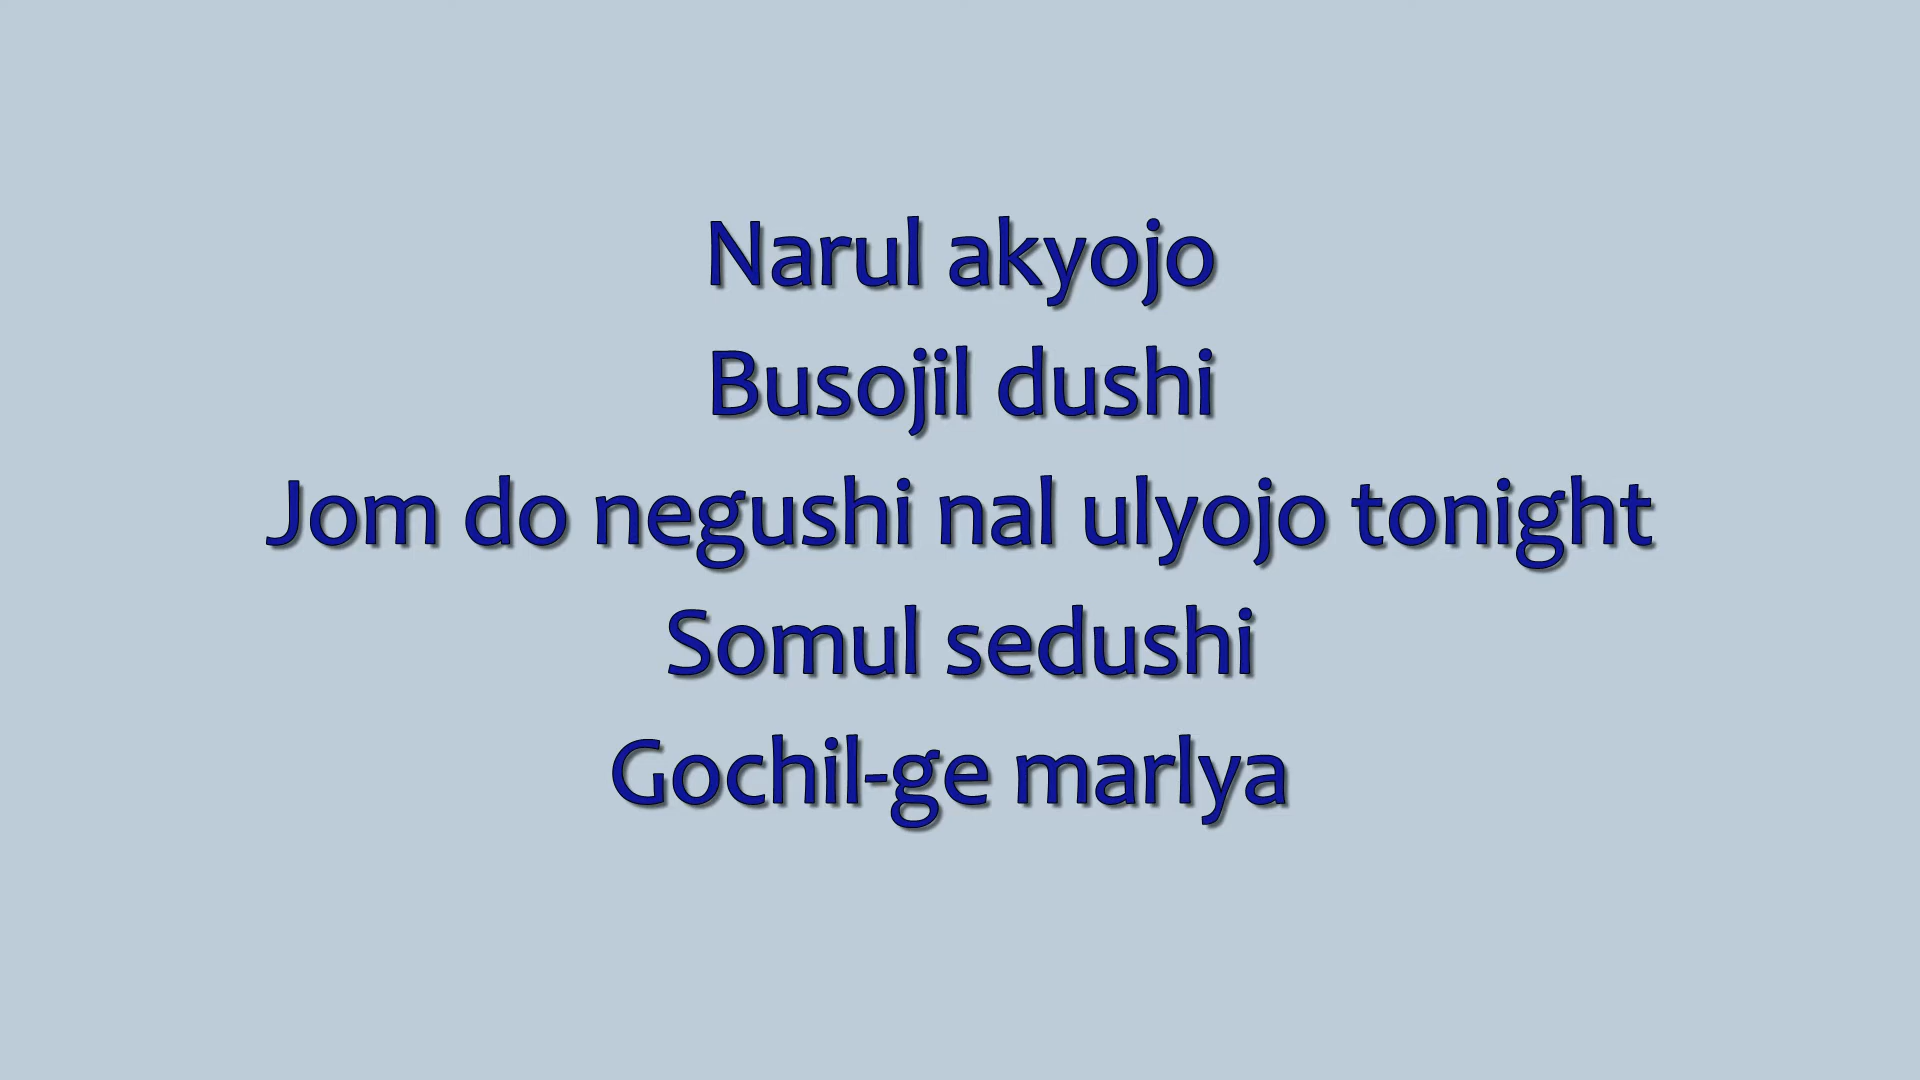 Narul akyojo
Busojil dushi
Jom do negushi nal ulyojo tonight
Somul sedushi
Gochil-ge marlya